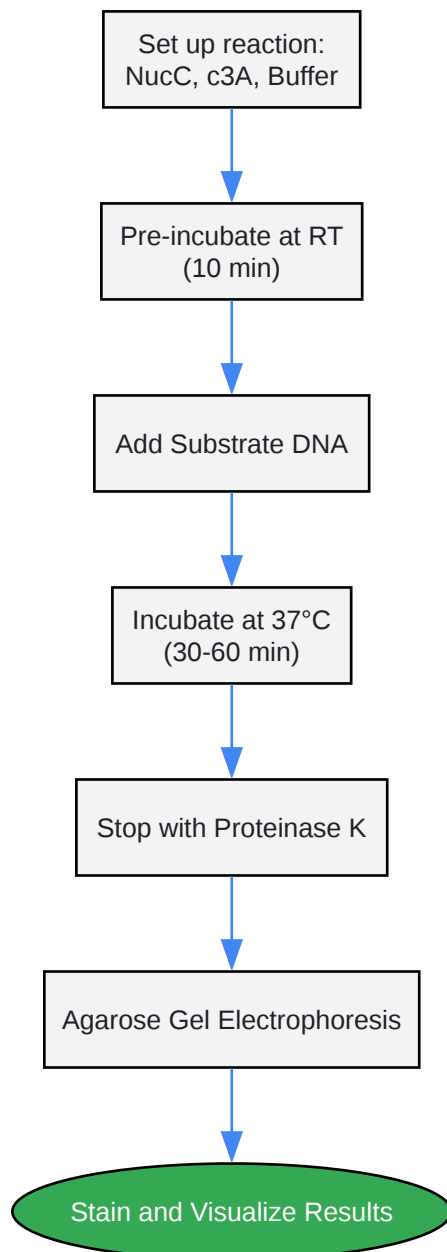 Set up reaction:
NucC, c3A, Buffer
Pre-incubate at RT
(10 min)
Add Substrate DNA
Incubate at 37°C
(30-60 min)
Stop with Proteinase K
Agarose Gel Electrophoresis
Stain and Visualize Results